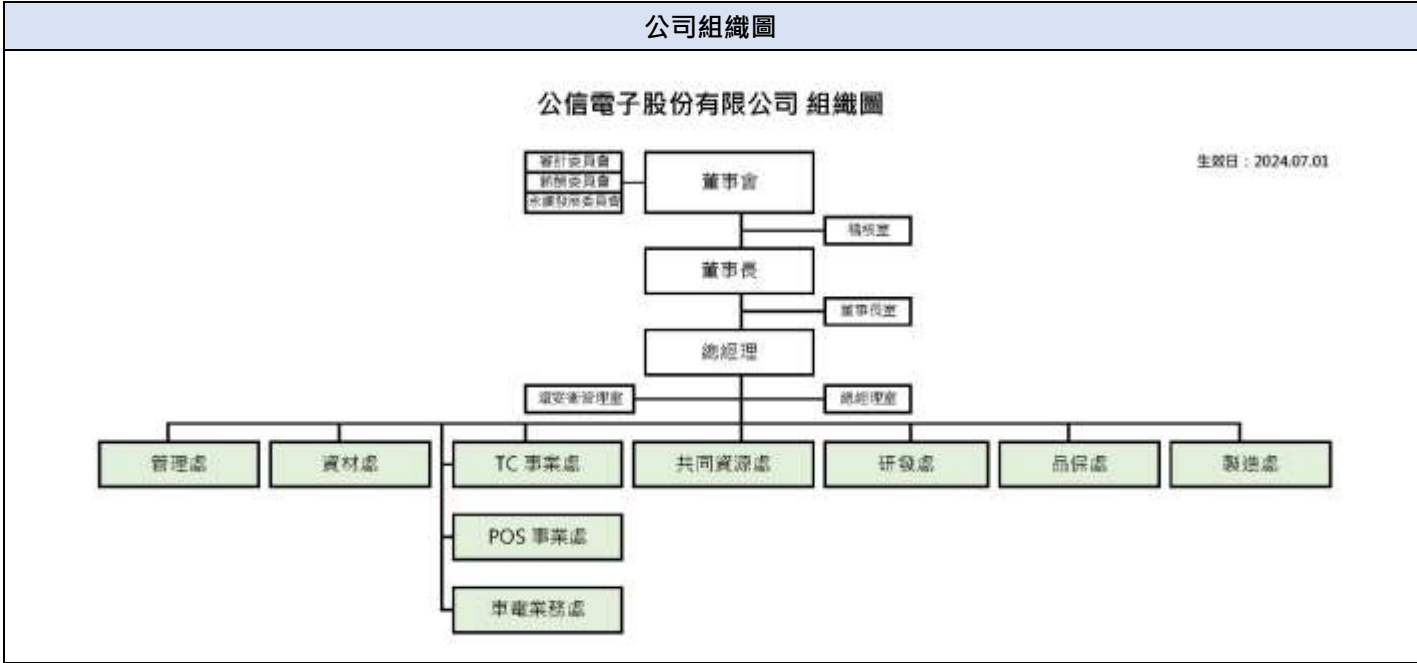 公司組織圖
公信電子股份有限公司 組織圖
生效日：2024.07.01
審計委員會
薪酬委員會
永續發展委員會
董事會
稽核室
董事長
董事長室
總經理
環安衛管理室
總經理室
管理處
資材處
TC 事業處
共同資源處
研發處
品保處
製造處
POS 事業處
車電業務處